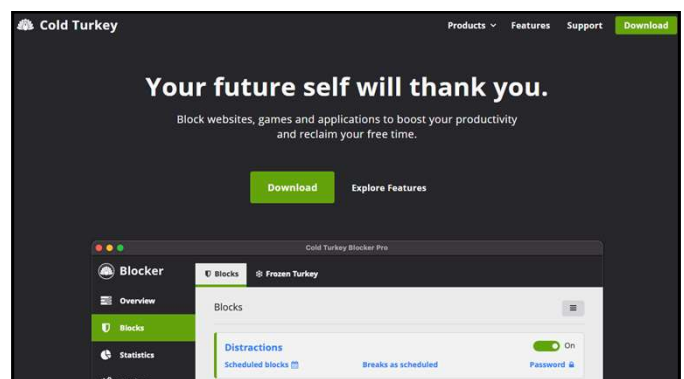 Cold Turkey
Products Features Support Download
Your future self will thank you.
Block websites, games and applications to boost your productivity
and reclaim your free time.
Download Explore Features
Cold Turkey Blocker Pro
Blocker Blocks Frozen Turkey
Overview
Blocks
Blocks
Distractions On
Statistics
Scheduled blocks Breaks as scheduled Password